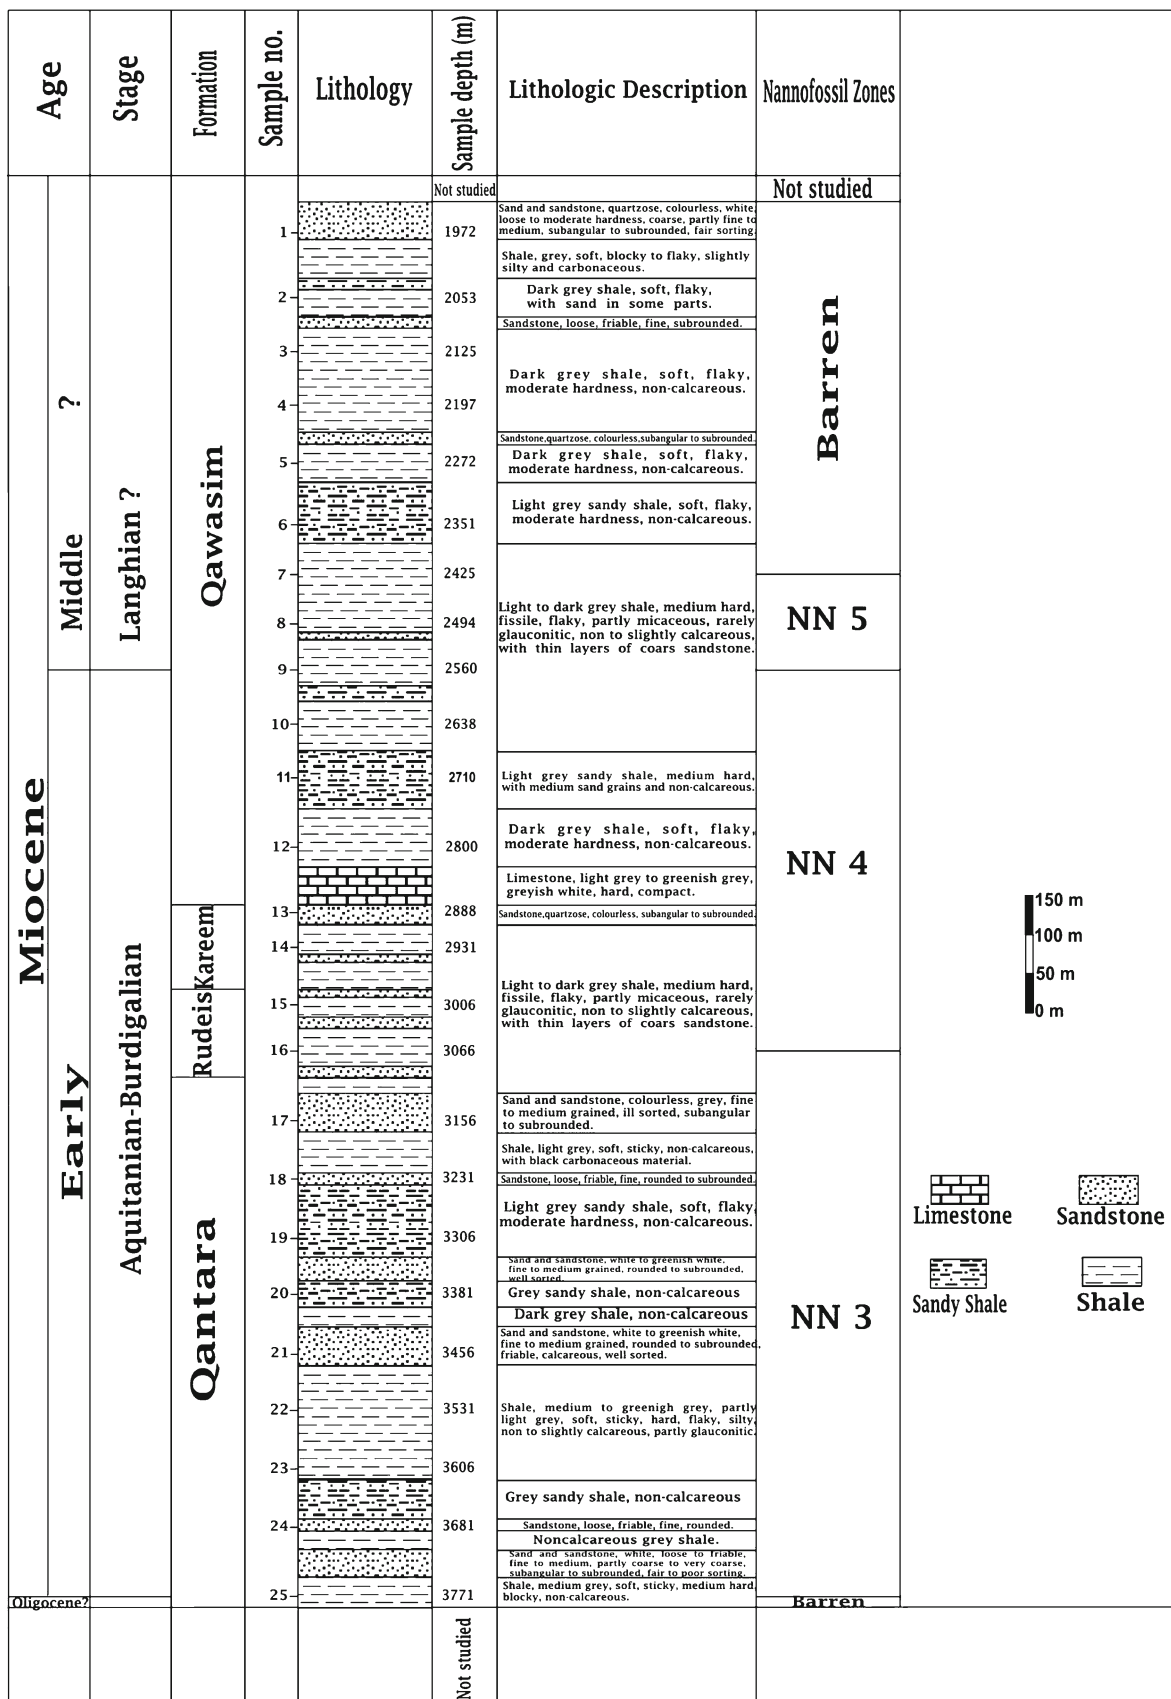 Age
Stage
Formation
Sample no.
Lithology
Sample depth (m)
Lithologic Description
Nannofossil Zones
Not studied
Not studied
Miocene
Middle
?
Early
Oligocene?
Langhian ?
Aquitanian-Burdigalian
Qawasim
Kareem
Rudeis
Qantara
1
2
3
4
5
6
7
8
9
10
11
12
13
14
15
16
17
18
19
20
21
22
23
24
25
1972
2053
2125
2197
2272
2351
2425
2494
2560
2638
2710
2800
2888
2931
3006
3066
3156
3231
3306
3381
3456
3531
3606
3681
3771
Not studied
Sand and sandstone, quartzose, colourless, white,
loose to moderate hardness, coarse, partly fine to
medium, subangular to subrounded, fair sorting.
Shale, grey, soft, blocky to flaky, slightly
silty and carbonaceous.
Dark grey shale, soft, flaky,
with sand in some parts.
Sandstone, loose, friable, fine, subrounded.
Dark grey shale, soft, flaky,
moderate hardness, non-calcareous.
Sandstone,quartzose, colourless,subangular to subrounded.
Dark grey shale, soft, flaky,
moderate hardness, non-calcareous.
Light grey sandy shale, soft, flaky,
moderate hardness, non-calcareous.
Light to dark grey shale, medium hard,
fissile, flaky, partly micaceous, rarely
glauconitic, non to slightly calcareous,
with thin layers of coars sandstone.
Light grey sandy shale, medium hard,
with medium sand grains and non-calcareous.
Dark grey shale, soft, flaky,
moderate hardness, non-calcareous.
Limestone, light grey to greenish grey,
greyish white, hard, compact.
Sandstone,quartzose, colourless, subangular to subrounded.
Light to dark grey shale, medium hard,
fissile, flaky, partly micaceous, rarely
glauconitic, non to slightly calcareous,
with thin layers of coars sandstone.
Sand and sandstone, colourless, grey, fine
to medium grained, ill sorted, subangular
to subrounded.
Shale, light grey, soft, sticky, non-calcareous,
with black carbonaceous material.
Sandstone, loose, friable, fine, rounded to subrounded.
Light grey sandy shale, soft, flaky,
moderate hardness, non-calcareous.
Sand and sandstone, white to greenish white,
fine to medium grained, rounded to subrounded,
well sorted.
Grey sandy shale, non-calcareous
Dark grey shale, non-calcareous
Sand and sandstone, white to greenish white,
fine to medium grained, rounded to subrounded,
friable, calcareous, well sorted.
Shale, medium to greenigh grey, partly
light grey, soft, sticky, hard, flaky, silty,
non to slightly calcareous, partly glauconitic.
Grey sandy shale, non-calcareous
Sandstone, loose, friable, fine, rounded.
Noncalcareous grey shale.
Sand and sandstone, white, loose to friable,
fine to medium, partly coarse to very coarse,
subangular to subrounded, fair to poor sorting.
Shale, medium grey, soft, sticky, medium hard,
blocky, non-calcareous.
Barren
NN 5
NN 4
NN 3
Barren
150 m
100 m
50 m
0 m
Limestone
Sandstone
Sandy Shale
Shale